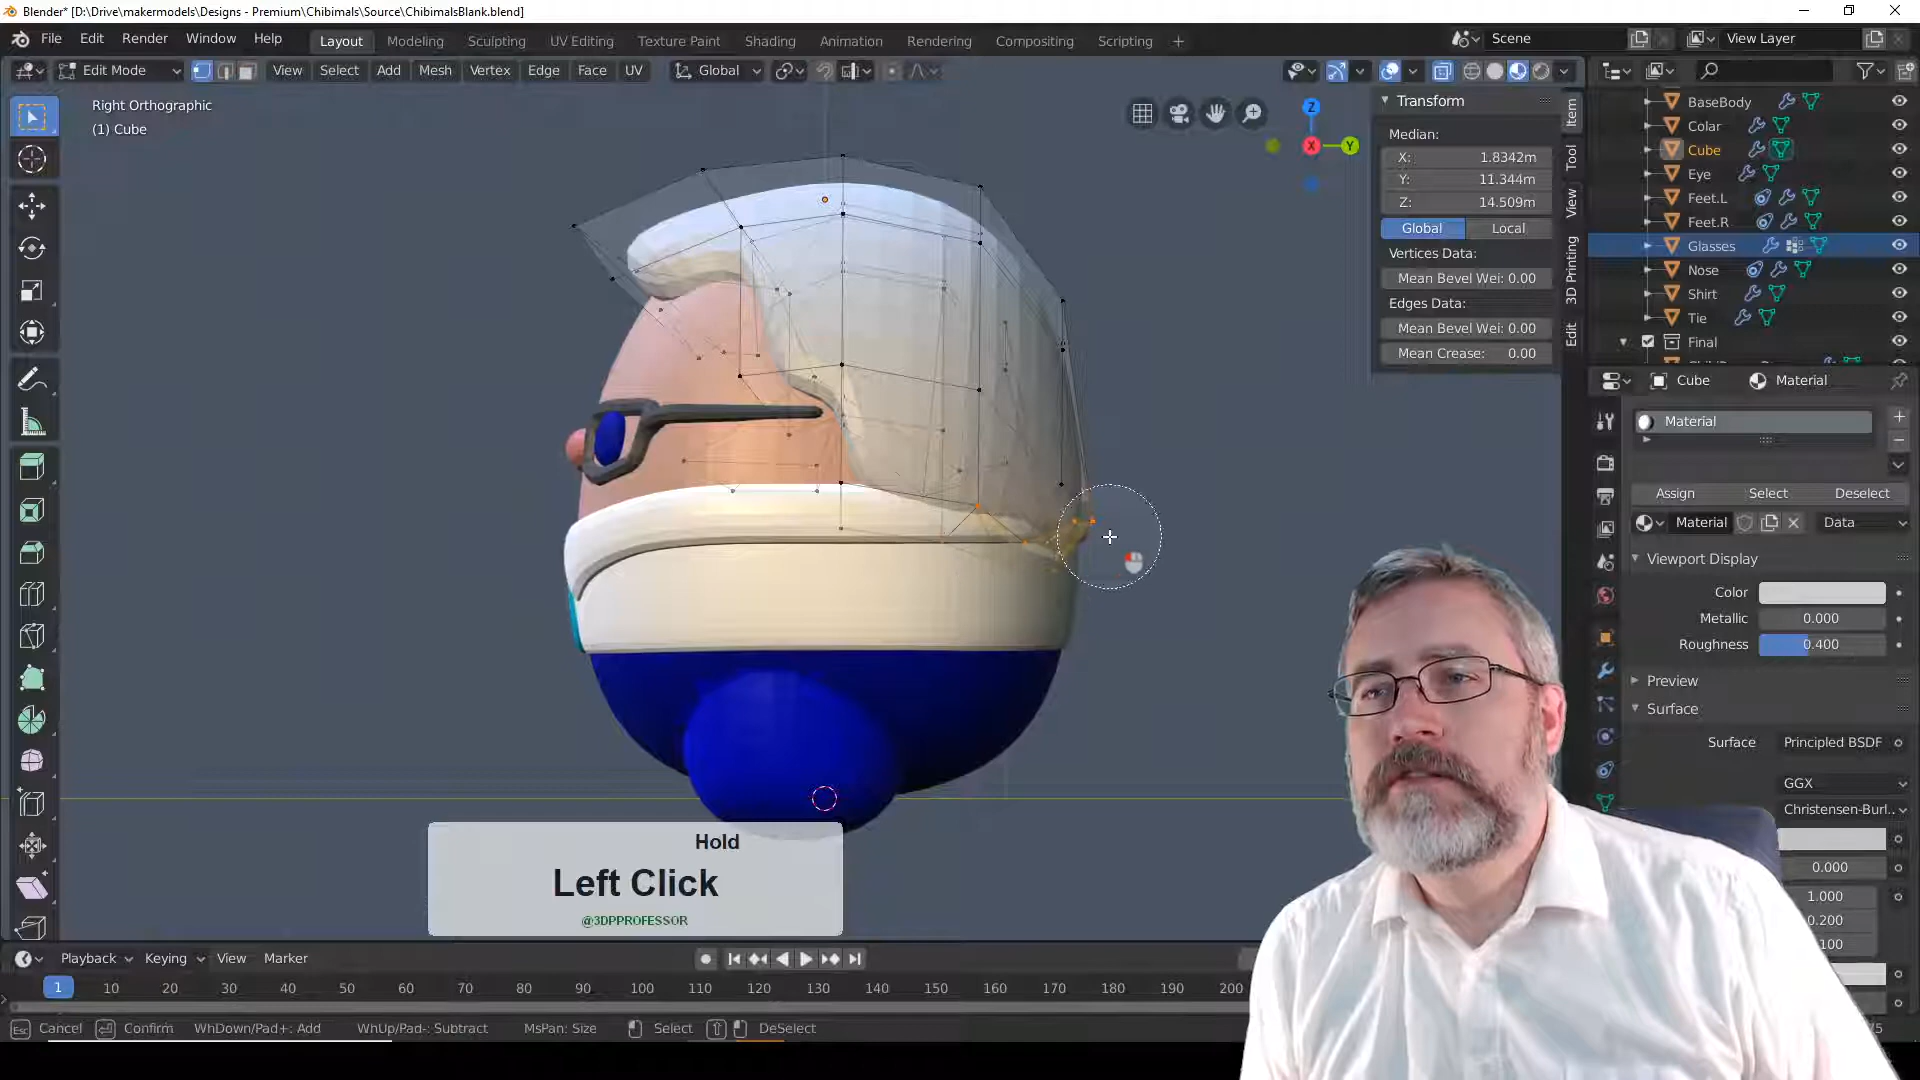 Blender* [D:\Drive\makermodels\Designs - Premium\Chibimals\Source\ChibimalsBlank.blend]
File Edit Render Window Help
Layout Modeling Sculpting UV Editing Texture Paint Shading Animation Rendering Compositing Scripting +
Scene
View Layer
Edit Mode View Select Add Mesh Vertex Edge Face UV Global
Right Orthographic
(1) Cube
Z
X
Y
Transform
Median:
X: 1.8342m
Y: 11.344m
Z: 14.509m
Global Local
Vertices Data:
Mean Bevel Wei: 0.00
Edges Data:
Mean Bevel Wei: 0.00
Mean Crease: 0.00
Item
Tool
View
3D Printing
Edit
BaseBody
Colar
Cube
Eye
Feet.L
Feet.R
Glasses
Nose
Shirt
Tie
Final
Cube Material
Material
Assign Select Deselect
Material Data
Viewport Display
Color
Metallic 0.000
Roughness 0.400
Preview
Surface
Surface Principled BSDF
GGX
Christensen-Burl..
0.000
1.000
0.200
Hold
Left Click
@3DPPROFESSOR
Playback Keying View Marker
1 10 20 30 40 50 60 70 80 90 100 110 120 130 140 150 160 170 180 190 200
Esc Cancel Confirm WhDown/Pad+: Add WhUp/Pad-: Subtract MsPan: Size Select DeSelect